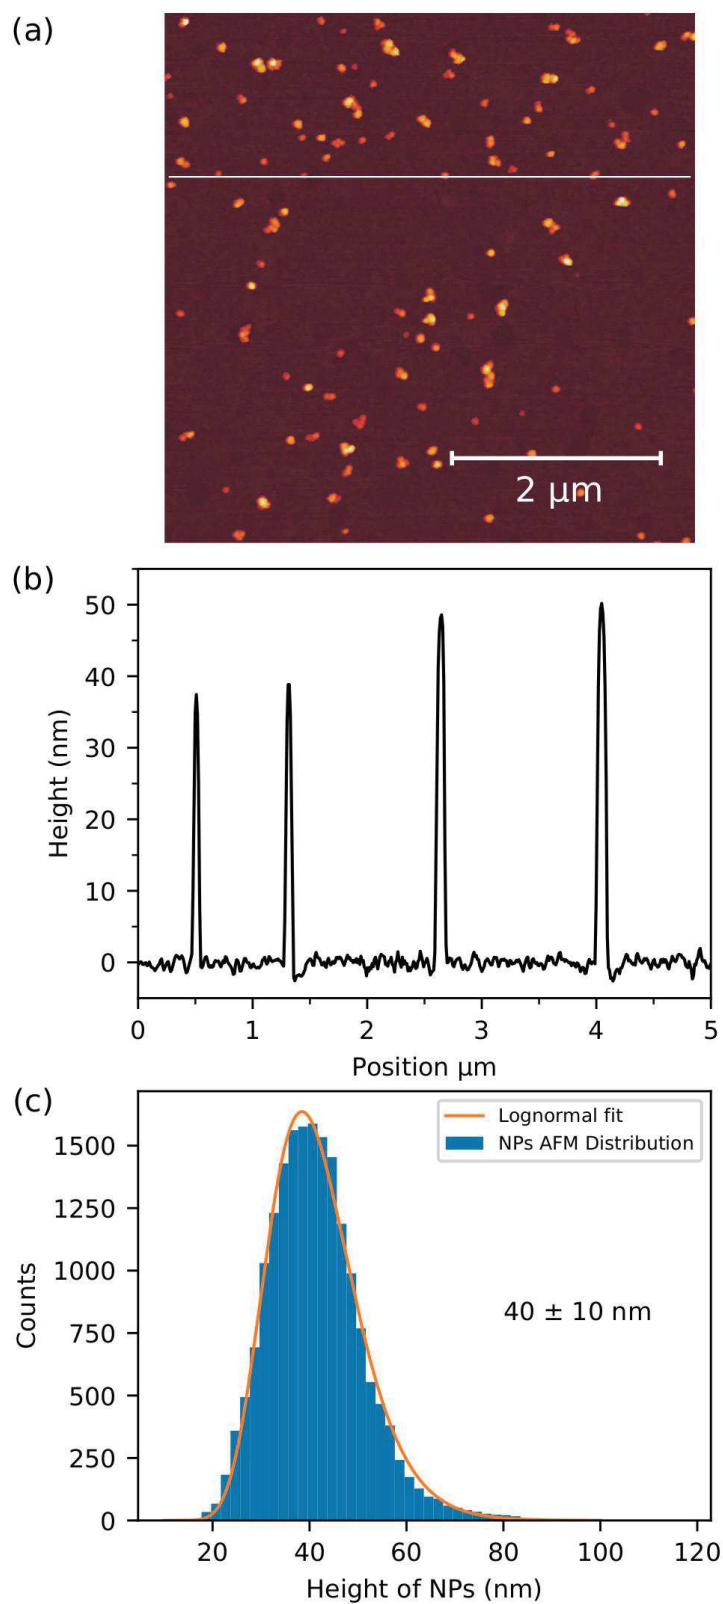 (a)
2 µm
(b)
50
40
30
20
10
0
Height (nm)
0 1 2 3 4 5
Position µm
(c)
Lognormal fit
NPs AFM Distribution
1500
1250
1000
750
500
250
0
Counts
40 ± 10 nm
20 40 60 80 100 120
Height of NPs (nm)